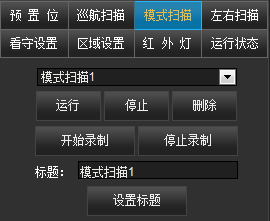 预 置 位 巡航扫描 模式扫描 左右扫描
看守设置 区域设置 红 外 灯 运行状态
模式扫描1
运行 停止 删除
开始录制 停止录制
标题： 模式扫描1
设置标题